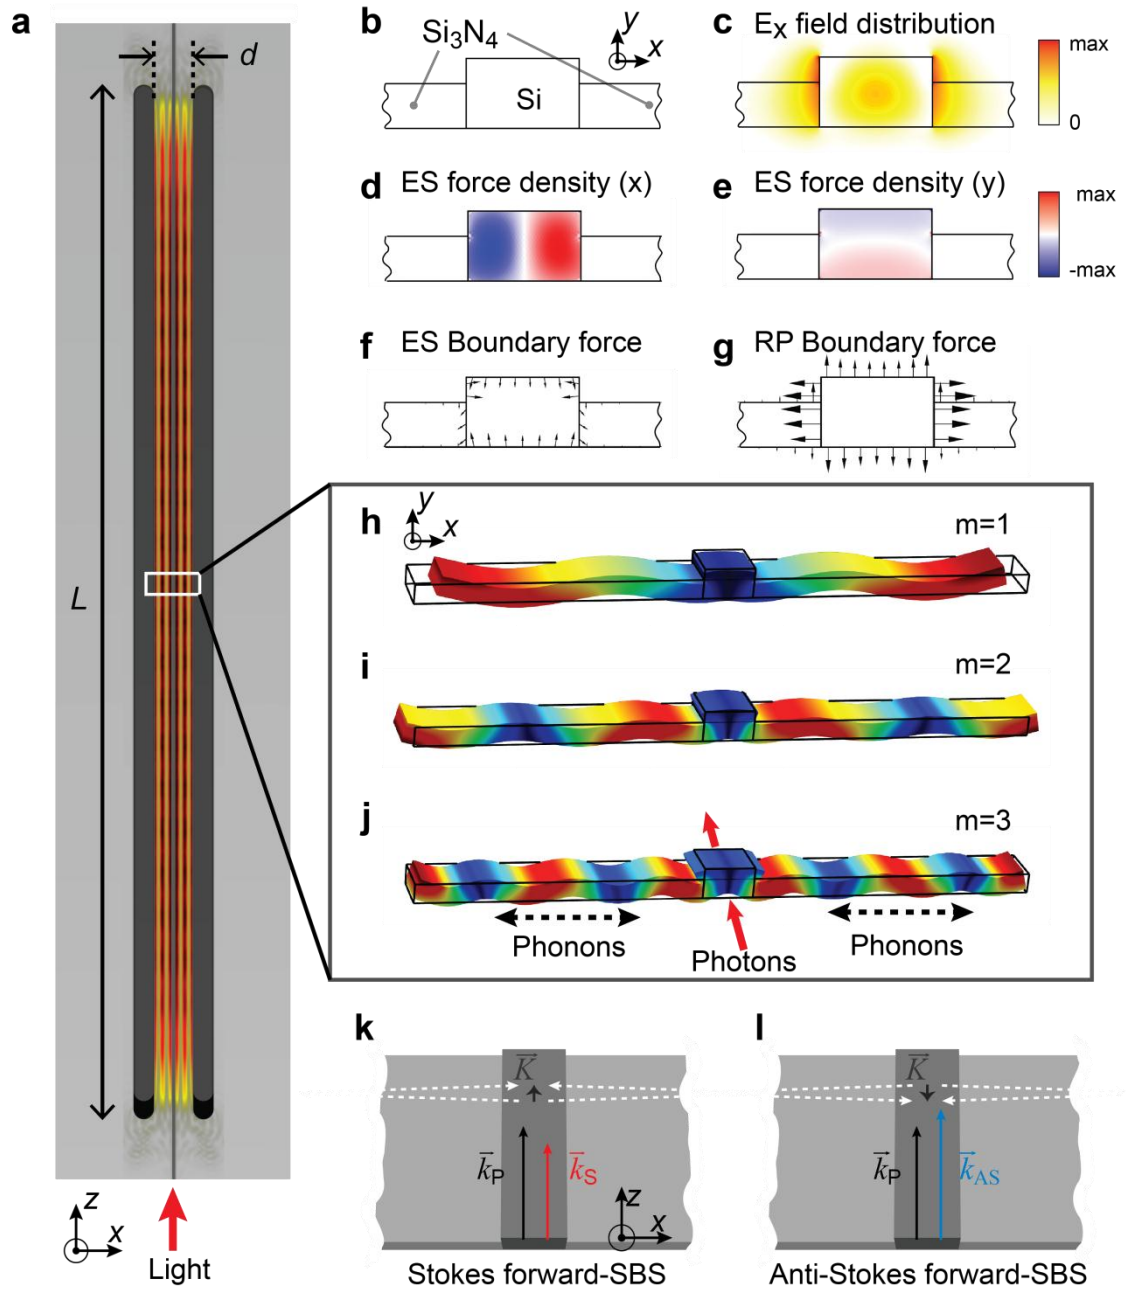 a
d
L
z
x
Light
b
Si₃N₄
y
x
Si
c Eₓ field distribution
max
0
d ES force density (x)
e ES force density (y)
max
-max
f ES Boundary force
g RP Boundary force
h
y
x
m=1
i
m=2
j
m=3
Phonons
Photons
Phonons
k
K
kP
kS
z
x
Stokes forward-SBS
l
K
kP
kAS
Anti-Stokes forward-SBS